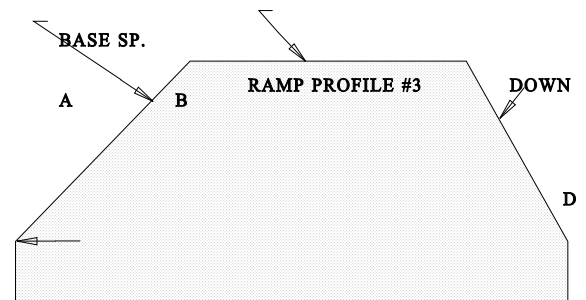 BASE SP.
RAMP PROFILE #3
DOWN
A
B
D